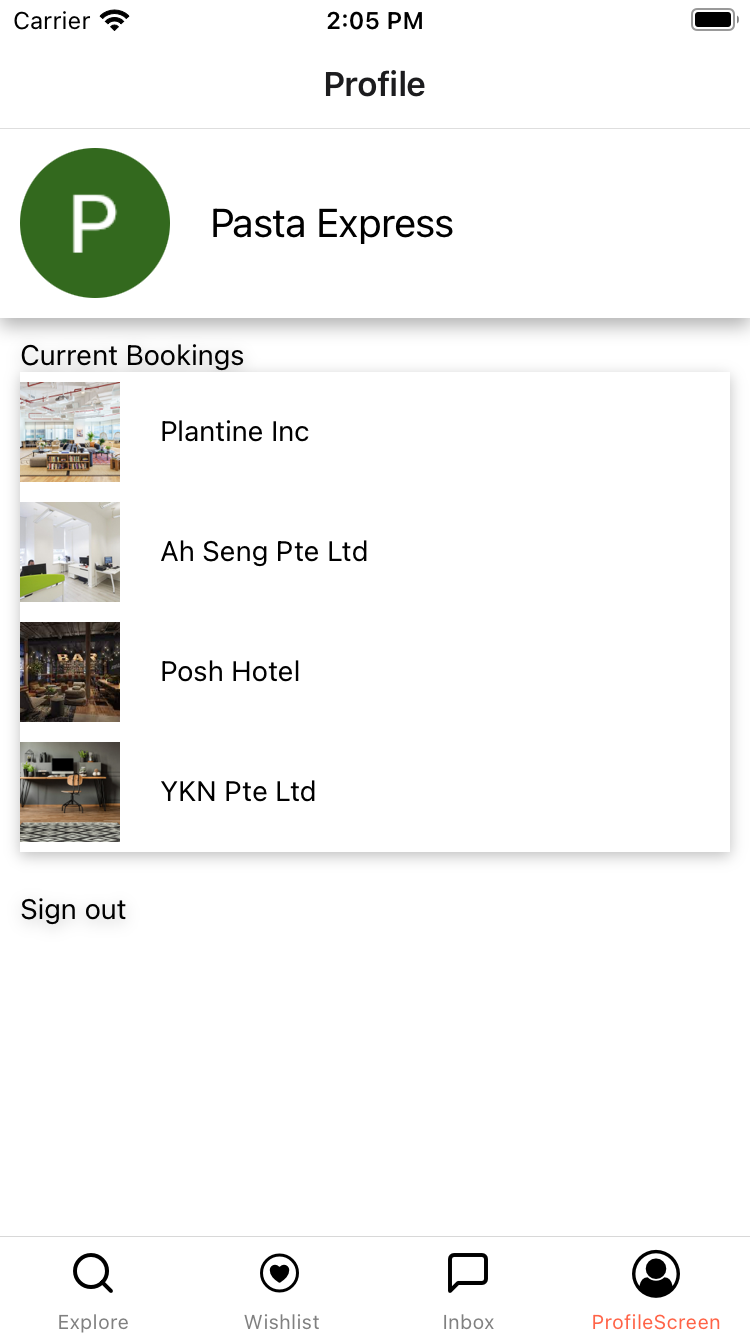 Carrier 2:05 PM
Profile
P
Pasta Express
Current Bookings
Plantine Inc
Ah Seng Pte Ltd
BAR
Posh Hotel
YKN Pte Ltd
Sign out
Explore Wishlist Inbox ProfileScreen